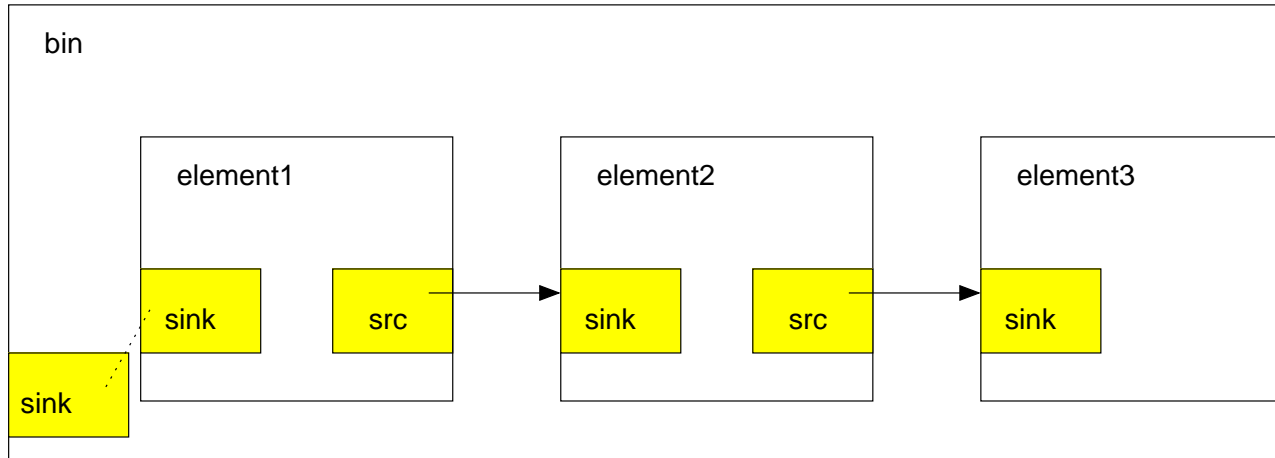 bin
element1
element2
element3
sink
src
sink
src
sink
sink